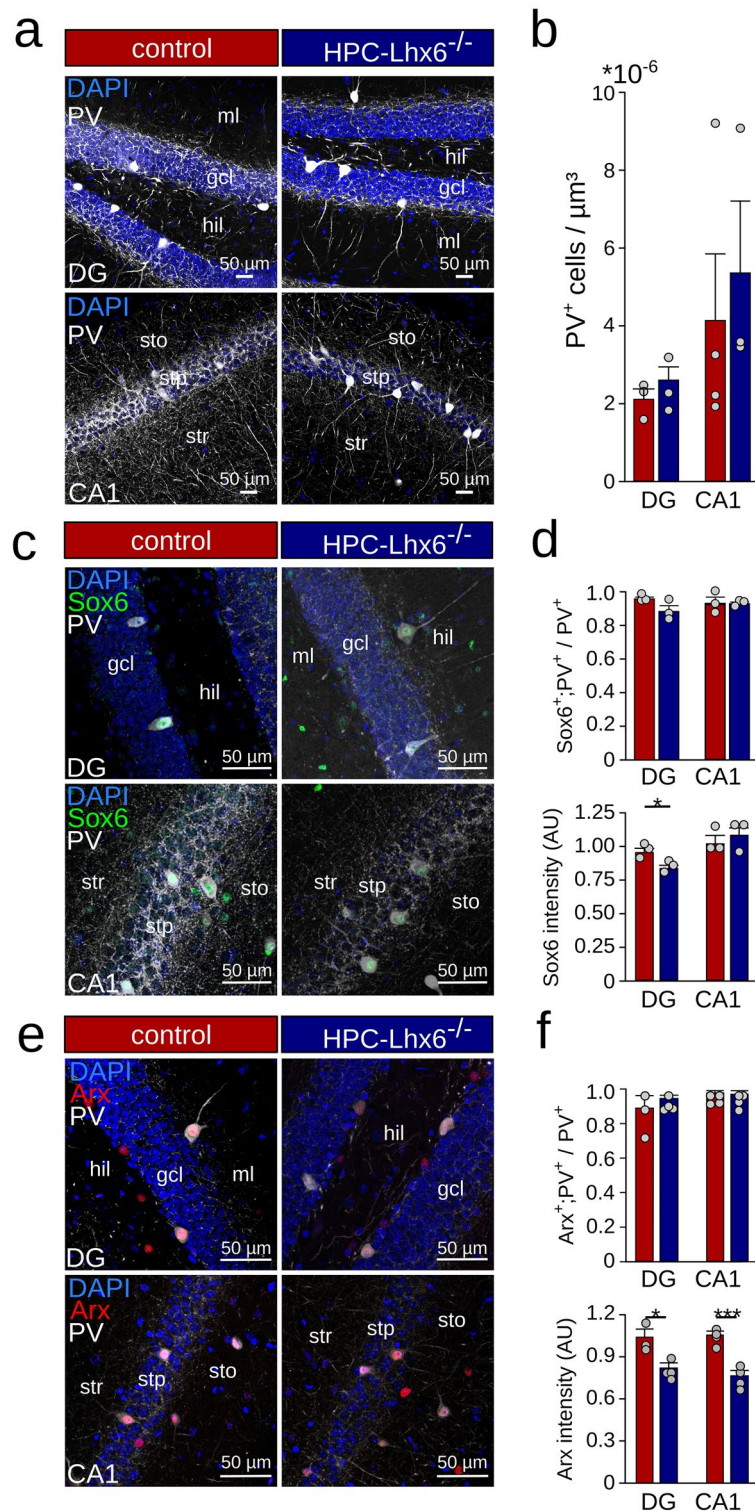 a
control
HPC-Lhx6-/-
DAPI
PV
ml
gcl
hil
50 µm
DG
hil
gcl
ml
50 µm
DAPI
PV
sto
stp
str
50 µm
CA1
sto
stp
str
50 µm
b
*10-6
10
8
6
4
2
0
PV+ cells / µm³
DG CA1
c
control
HPC-Lhx6-/-
DAPI
Sox6
PV
gcl
hil
DG
50 µm
hil
gcl
ml
50 µm
DAPI
Sox6
PV
str
sto
stp
CA1
50 µm
str
stp
sto
50 µm
d
Sox6+;PV+ / PV+
1.0
0.8
0.6
0.4
0.2
0
DG CA1
Sox6 intensity (AU)
1.25
*
1.00
0.75
0.50
0.25
0
DG CA1
e
control
HPC-Lhx6-/-
DAPI
Arx
PV
hil
gcl
ml
DG
50 µm
hil
gcl
50 µm
DAPI
Arx
PV
str
stp
sto
CA1
50 µm
str
stp
sto
50 µm
f
Arx+;PV+ / PV+
1.0
0.8
0.6
0.4
0.2
0
DG CA1
Arx intensity (AU)
1.2
* ***
0.9
0.6
0.3
0
DG CA1